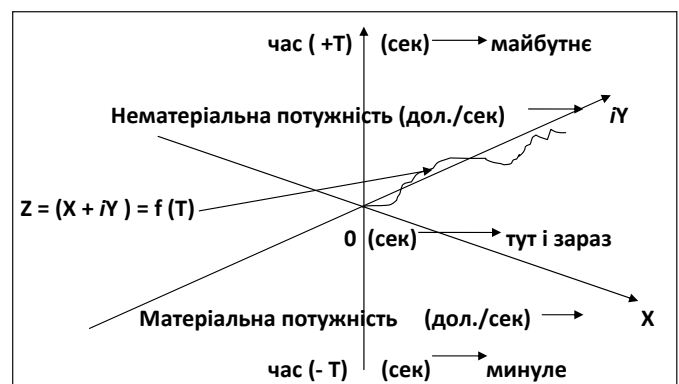 час ( +T) (сек) майбутнє
Нематеріальна потужність (дол./сек) iY
Z = (X + iY ) = f (T)
0 (сек) тут і зараз
Матеріальна потужність (дол./сек) X
час (- T) (сек) минуле